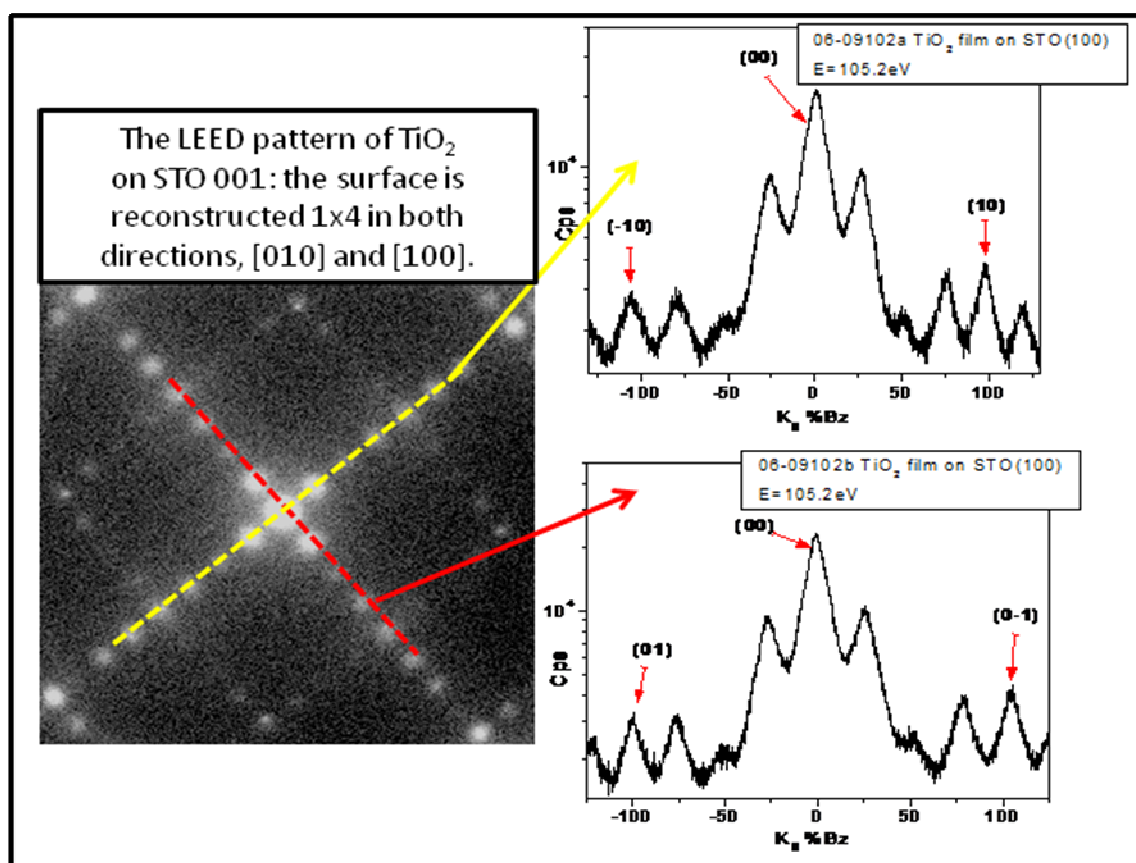 The LEED pattern of TiO₂
on STO 001: the surface is
reconstructed 1x4 in both
directions, [010] and [100].
06-09102a TiO₂ film on STO(100)
E=105.2eV
(00)
(-10)
(10)
10⁴
Cps
-100 -50 0 50 100
K∥ %Bz
06-09102b TiO₂ film on STO(100)
E=105.2eV
(00)
(01)
(0-1)
10⁴
Cps
-100 -50 0 50 100
K∥ %Bz